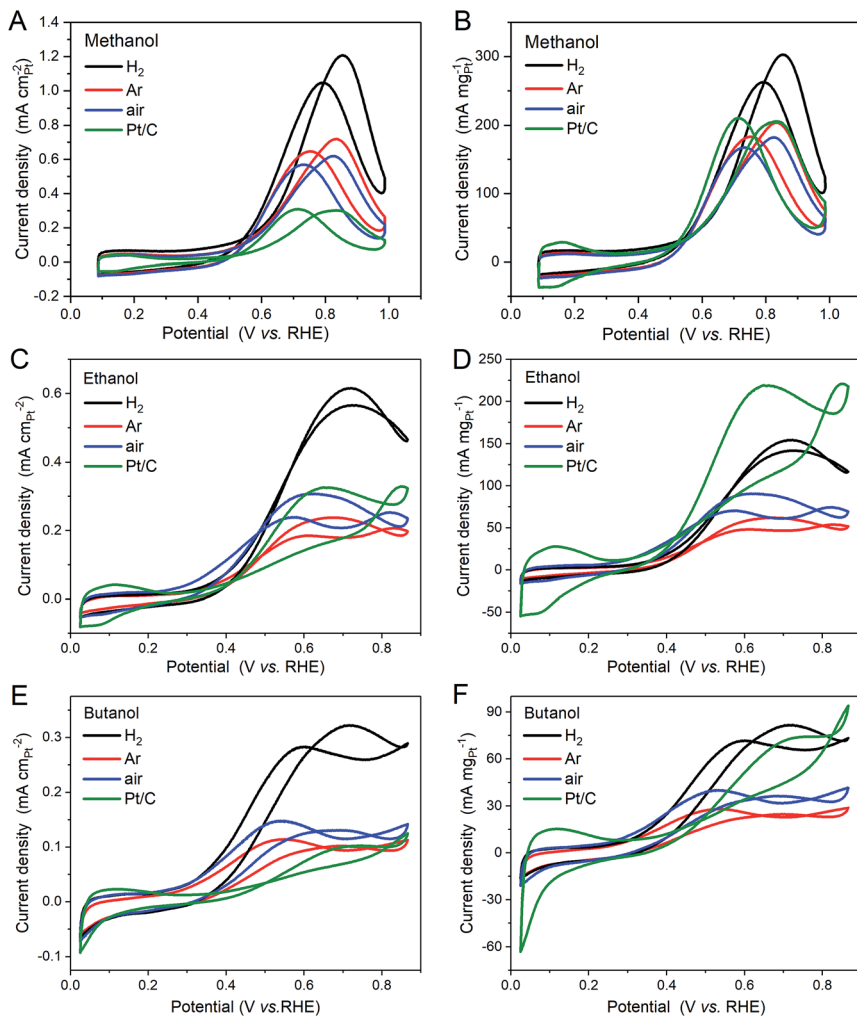 A
Methanol
H2
Ar
air
Pt/C
Current density (mA cm-2Pt)
1.4
1.2
1.0
0.8
0.6
0.4
0.2
0.0
-0.2
0.0 0.2 0.4 0.6 0.8 1.0
Potential (V vs. RHE)
B
Methanol
H2
Ar
air
Pt/C
Current density (mA mg-1Pt)
300
200
100
0
0.0 0.2 0.4 0.6 0.8 1.0
Potential (V vs. RHE)
C
Ethanol
H2
Ar
air
Pt/C
Current density (mA cmPt-2)
0.6
0.4
0.2
0.0
0.0 0.2 0.4 0.6 0.8
Potential (V vs. RHE)
D
Ethanol
H2
Ar
air
Pt/C
Current density (mA mgPt-1)
250
200
150
100
50
0
-50
0.0 0.2 0.4 0.6 0.8
Potential (V vs. RHE)
E
Butanol
H2
Ar
air
Pt/C
Current density (mA cmPt-2)
0.3
0.2
0.1
0.0
-0.1
0.0 0.2 0.4 0.6 0.8
Potential (V vs.RHE)
F
Butanol
H2
Ar
air
Pt/C
Current density (mA mgPt-1)
90
60
30
0
-30
-60
0.0 0.2 0.4 0.6 0.8
Potential (V vs. RHE)